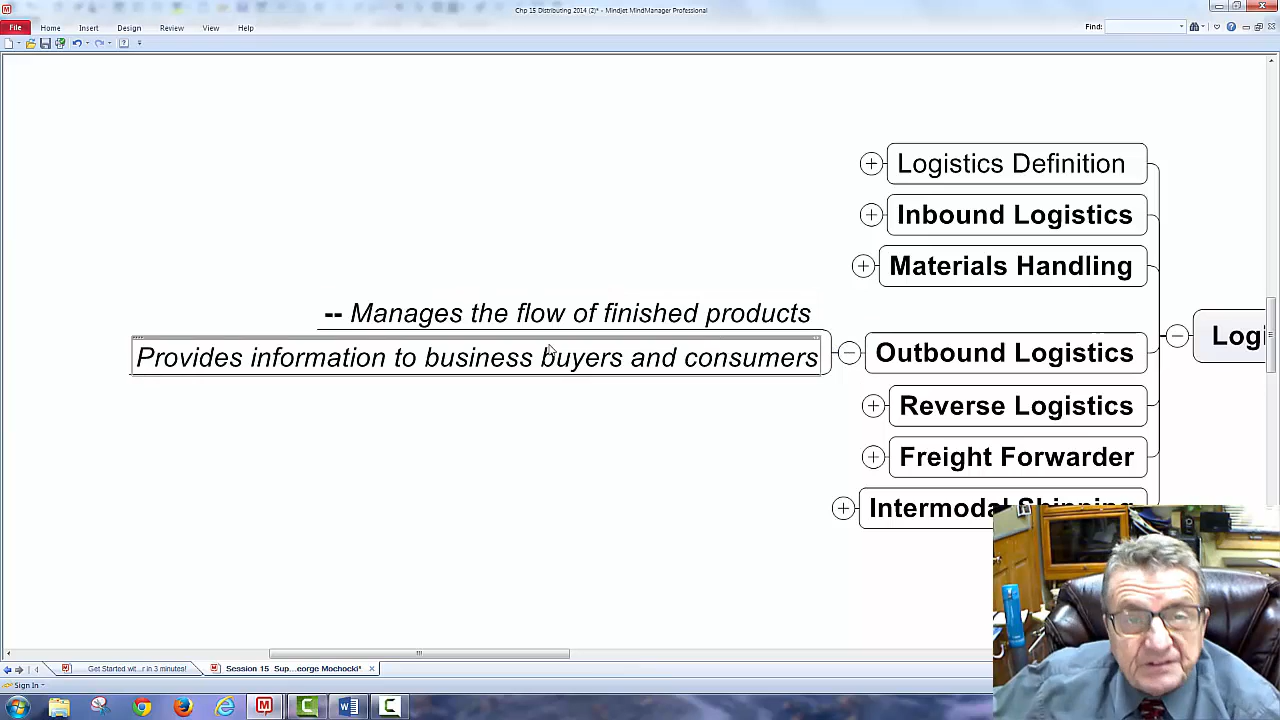 Chp 15 Distributing 2014 (2)* - Mindjet MindManager Professional
File Home Insert Design Review View Help Find:
Logistics Definition
Inbound Logistics
Materials Handling
-- Manages the flow of finished products
Provides information to business buyers and consumers
Outbound Logistics
Logi
Reverse Logistics
Freight Forwarder
Intermodal Shipping
Get Started wit...r in 3 minutes! Session 15 Sup...eorge Mochocki*
Sign In